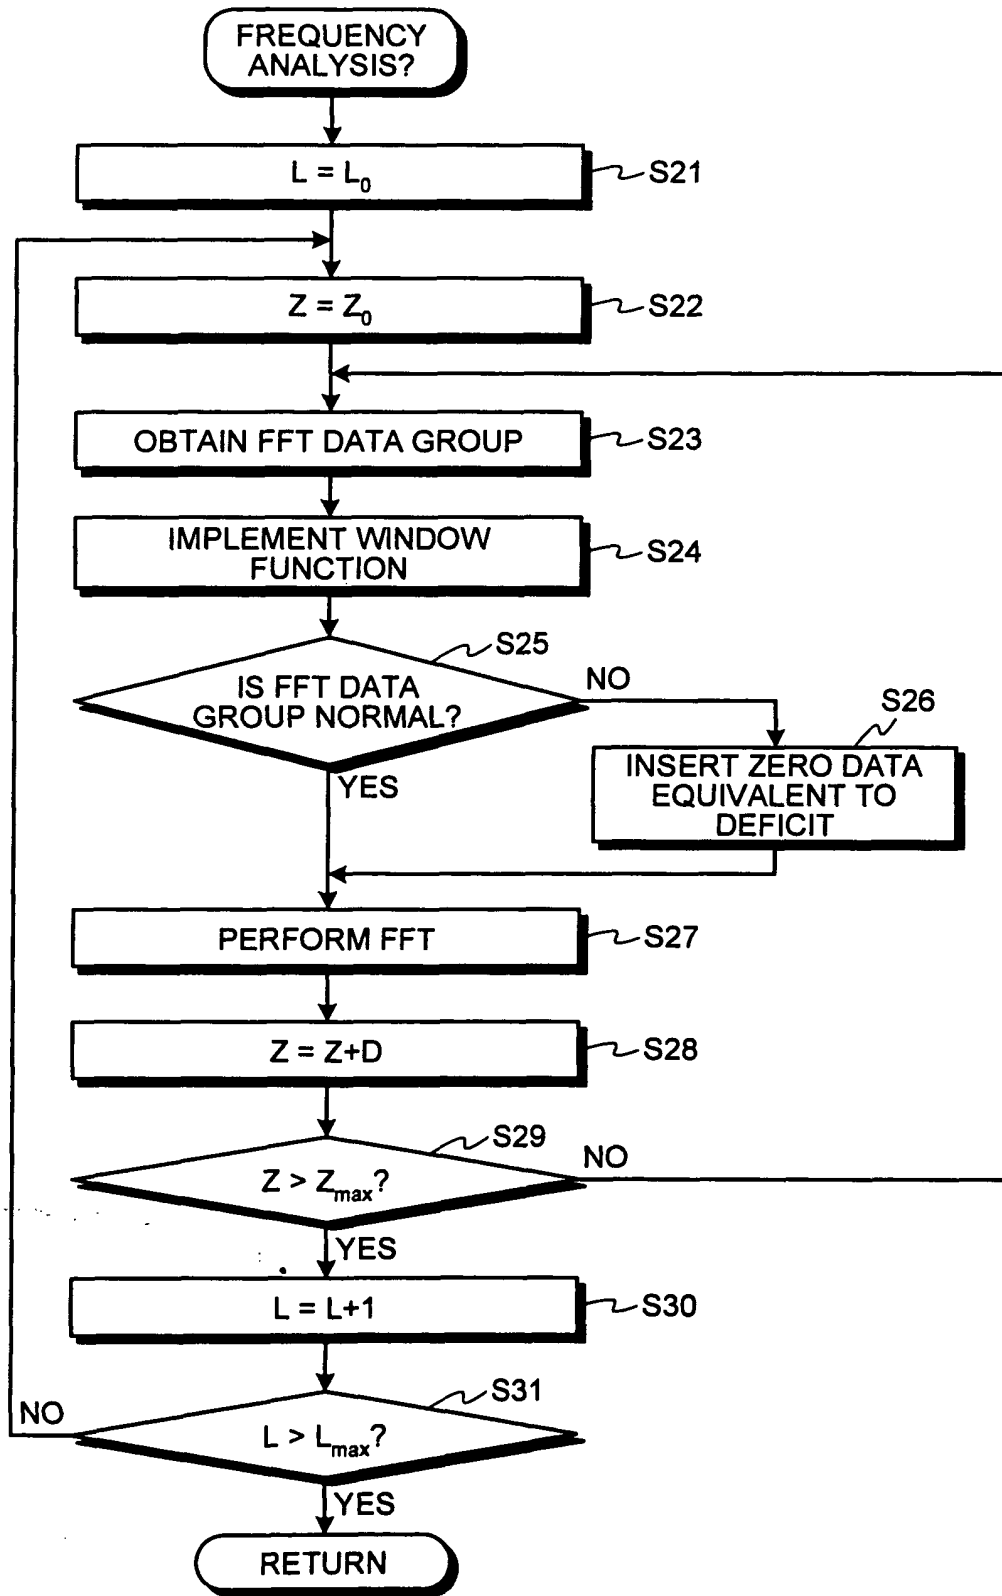 FREQUENCY
ANALYSIS?
L = L₀
S21
Z = Z₀
S22
OBTAIN FFT DATA GROUP
S23
IMPLEMENT WINDOW
FUNCTION
S24
S25
IS FFT DATA
GROUP NORMAL?
NO
YES
S26
INSERT ZERO DATA
EQUIVALENT TO
DEFICIT
PERFORM FFT
S27
Z = Z+D
S28
S29
Z > Zmax?
NO
YES
L = L+1
S30
S31
NO
L > Lmax?
YES
RETURN